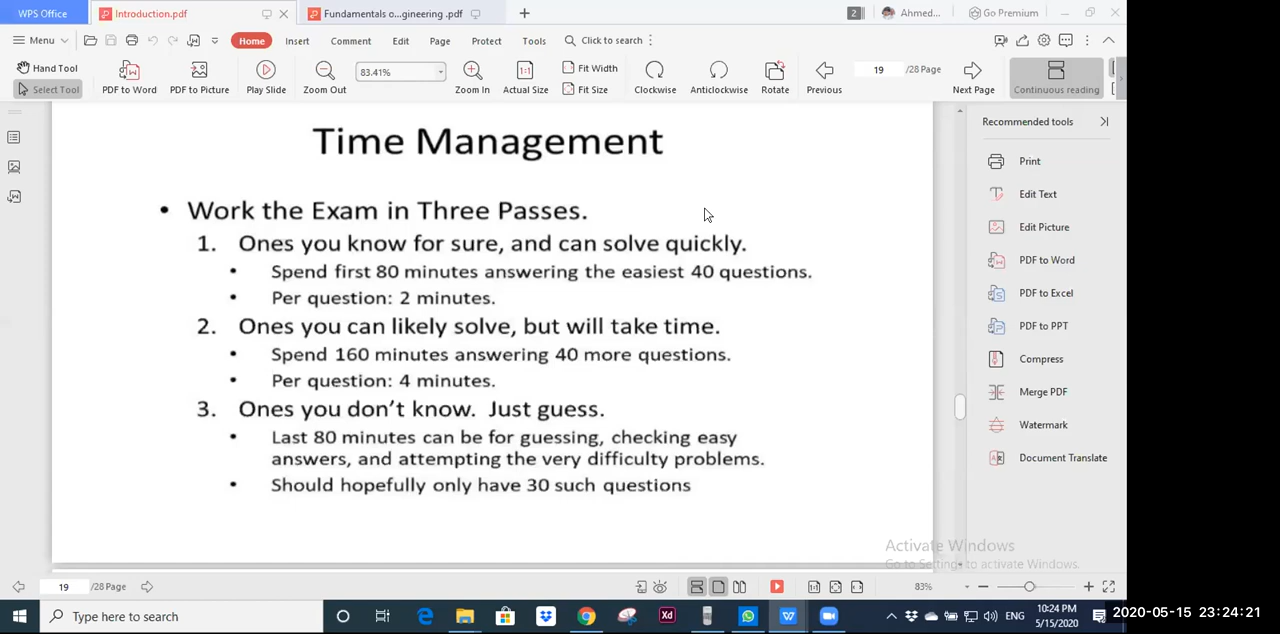 WPS Office
Introduction.pdf
Fundamentals o...gineering .pdf
2
Ahmed...
Go Premium
Menu
Home
Insert
Comment
Edit
Page
Protect
Tools
Click to search
Hand Tool
Select Tool
PDF to Word
PDF to Picture
Play Slide
Zoom Out
83.41%
Zoom In
Actual Size
Fit Width
Fit Size
Clockwise
Anticlockwise
Rotate
Previous
19 /28 Page
Next Page
Continuous reading
Time Management
• Work the Exam in Three Passes.
1. Ones you know for sure, and can solve quickly.
• Spend first 80 minutes answering the easiest 40 questions.
• Per question: 2 minutes.
2. Ones you can likely solve, but will take time.
• Spend 160 minutes answering 40 more questions.
• Per question: 4 minutes.
3. Ones you don't know. Just guess.
• Last 80 minutes can be for guessing, checking easy
answers, and attempting the very difficulty problems.
• Should hopefully only have 30 such questions
Recommended tools
Print
Edit Text
Edit Picture
PDF to Word
PDF to Excel
PDF to PPT
Compress
Merge PDF
Watermark
Document Translate
Activate Windows
Go to Settings to activate Windows.
19 /28 Page
83%
Type here to search
Xd
ENG
10:24 PM
5/15/2020
2020-05-15 23:24:21